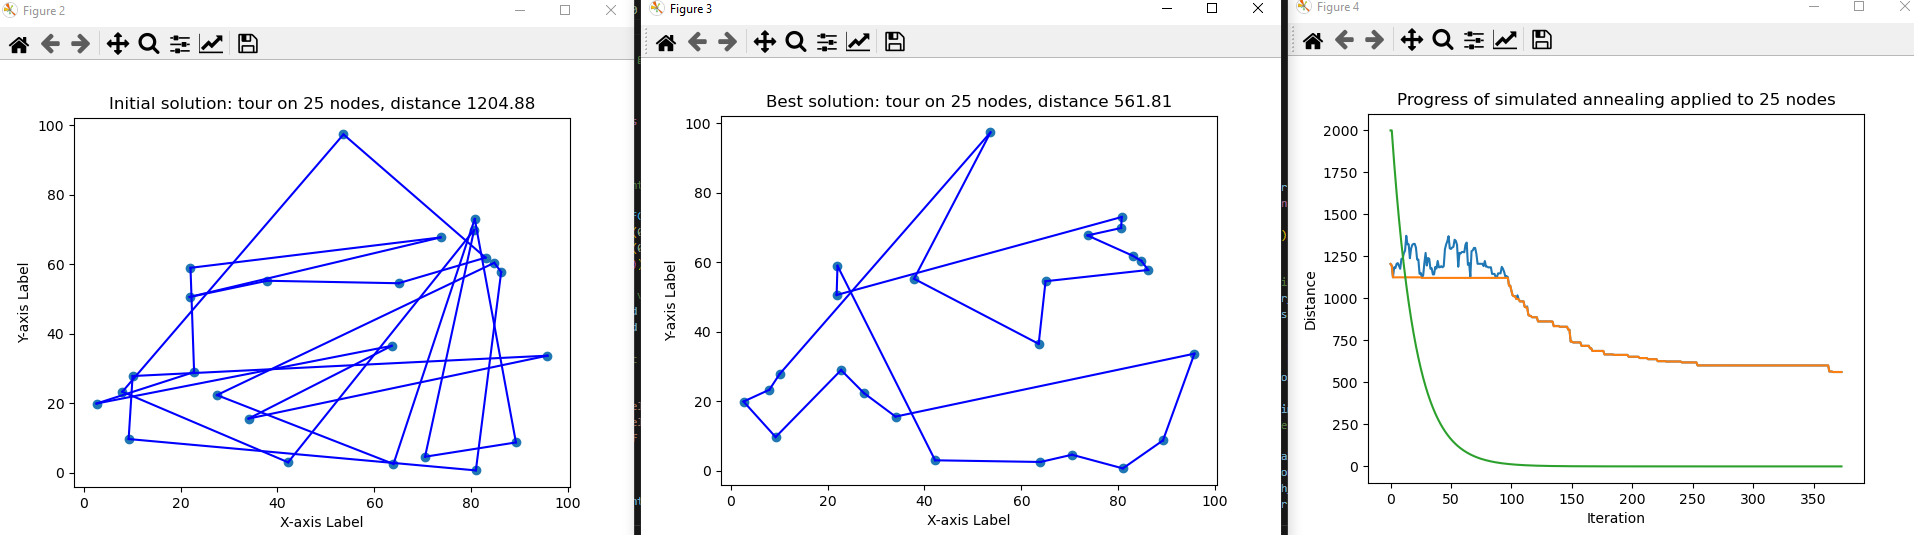 Figure 2
Initial solution: tour on 25 nodes, distance 1204.88
100
80
60
40
20
0
Y-axis Label
0 20 40 60 80 100
X-axis Label
Figure 3
Best solution: tour on 25 nodes, distance 561.81
100
80
60
40
20
0
Y-axis Label
0 20 40 60 80 100
X-axis Label
Figure 4
Progress of simulated annealing applied to 25 nodes
2000
1750
1500
1250
1000
750
500
250
0
Distance
0 50 100 150 200 250 300 350
Iteration